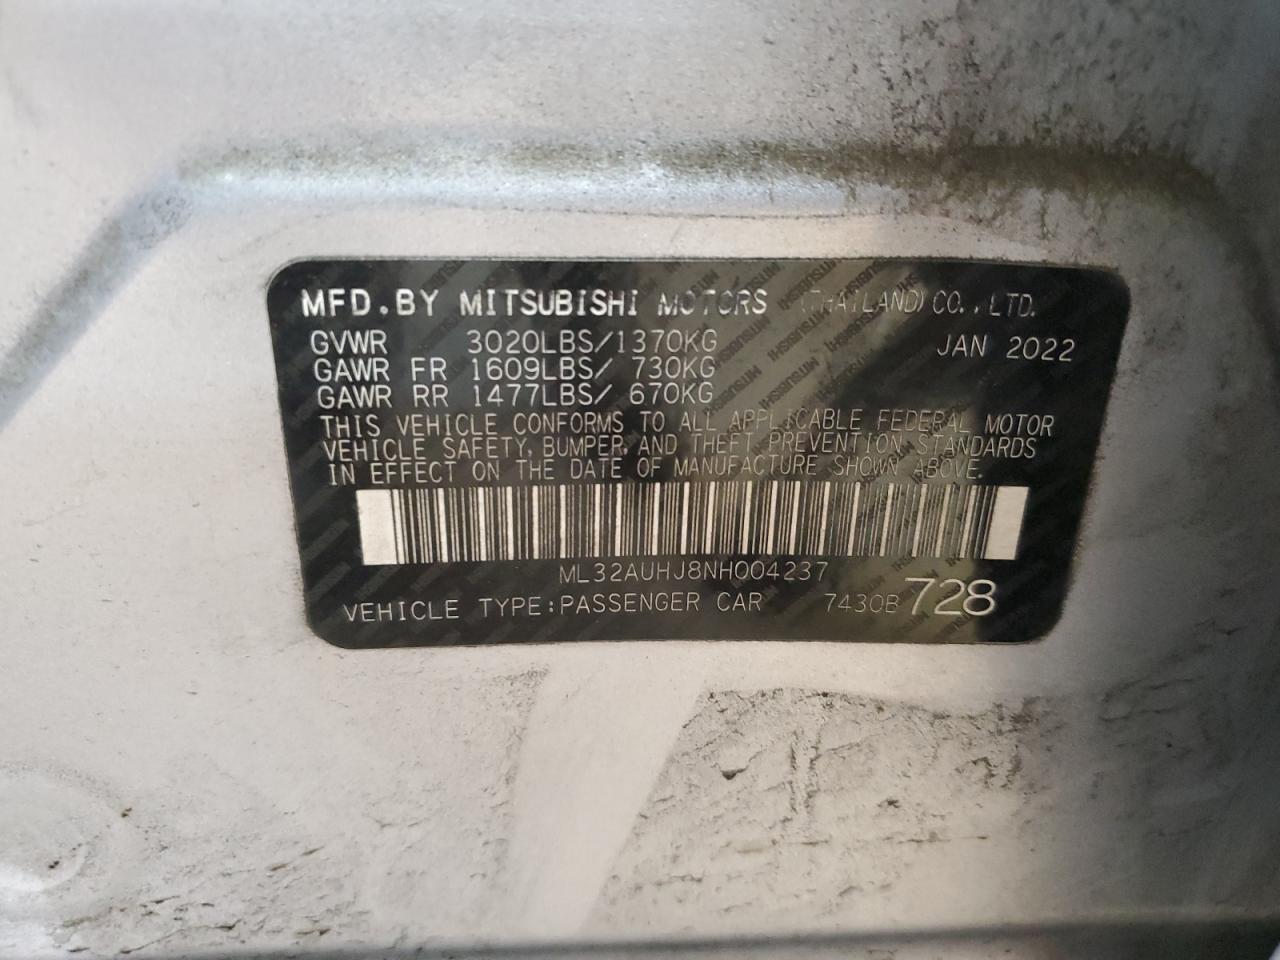 MFD.BY MITSUBISHI MOTORS (THAILAND)CO.,LTD.
GVWR 3020LBS/1370KG JAN 2022
GAWR FR 1609LBS/ 730KG
GAWR RR 1477LBS/ 670KG
THIS VEHICLE CONFORMS TO ALL APPLICABLE FEDERAL MOTOR
VEHICLE SAFETY, BUMPER, AND THEFT PREVENTION STANDARDS
IN EFFECT ON THE DATE OF MANUFACTURE SHOWN ABOVE.
ML32AUHJ8NH004237
VEHICLE TYPE:PASSENGER CAR 7430B 728